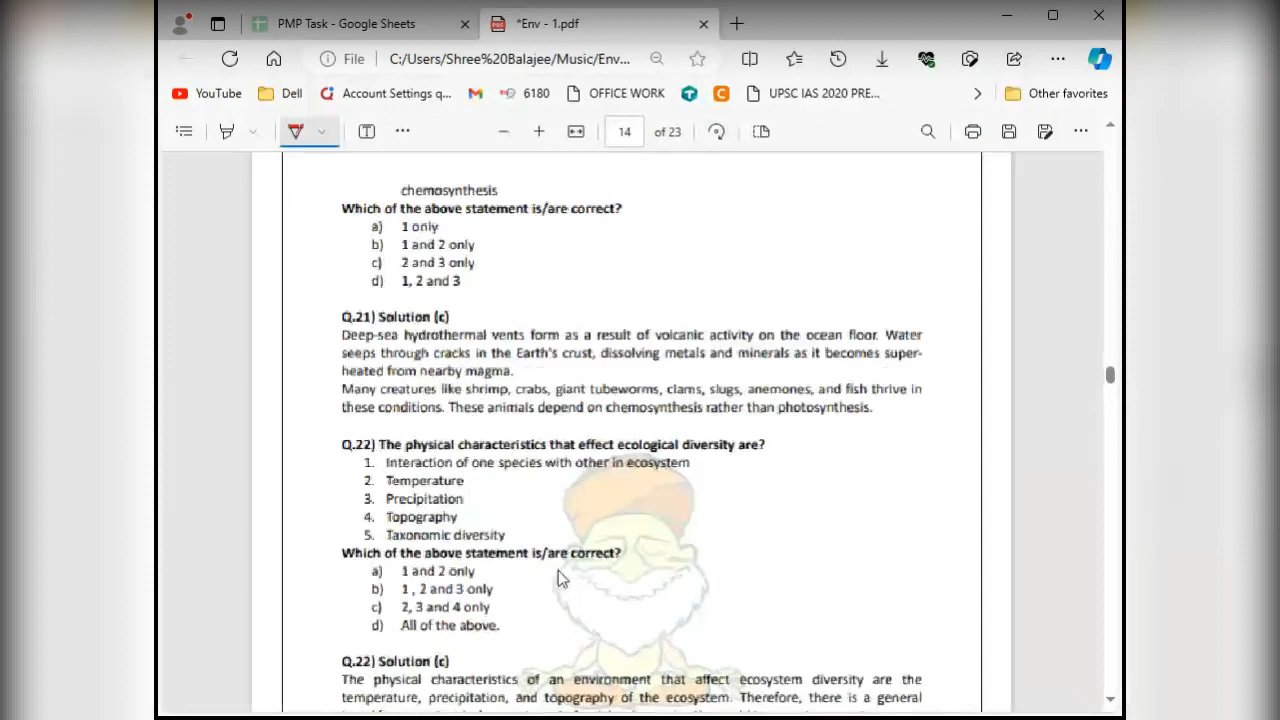 PMP Task - Google Sheets
*Env - 1.pdf
File
C:/Users/Shree%20Balajee/Music/Env...
YouTube
Dell
Account Settings q...
6180
OFFICE WORK
UPSC IAS 2020 PRE...
Other favorites
14 of 23
chemosynthesis
Which of the above statement is/are correct?
a) 1 only
b) 1 and 2 only
c) 2 and 3 only
d) 1, 2 and 3
Q.21) Solution (c)
Deep-sea hydrothermal vents form as a result of volcanic activity on the ocean floor. Water
seeps through cracks in the Earth's crust, dissolving metals and minerals as it becomes super-
heated from nearby magma.
Many creatures like shrimp, crabs, giant tubeworms, clams, slugs, anemones, and fish thrive in
these conditions. These animals depend on chemosynthesis rather than photosynthesis.
Q.22) The physical characteristics that effect ecological diversity are?
1. Interaction of one species with other in ecosystem
2. Temperature
3. Precipitation
4. Topography
5. Taxonomic diversity
Which of the above statement is/are correct?
a) 1 and 2 only
b) 1 , 2 and 3 only
c) 2, 3 and 4 only
d) All of the above.
Q.22) Solution (c)
The physical characteristics of an environment that affect ecosystem diversity are the
temperature, precipitation, and topography of the ecosystem. Therefore, there is a general